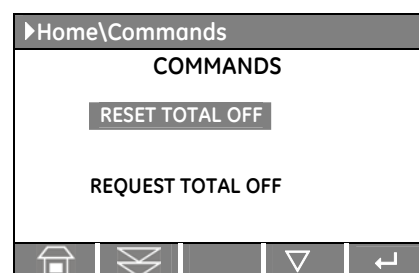 Home\Commands
COMMANDS
RESET TOTAL OFF
REQUEST TOTAL OFF